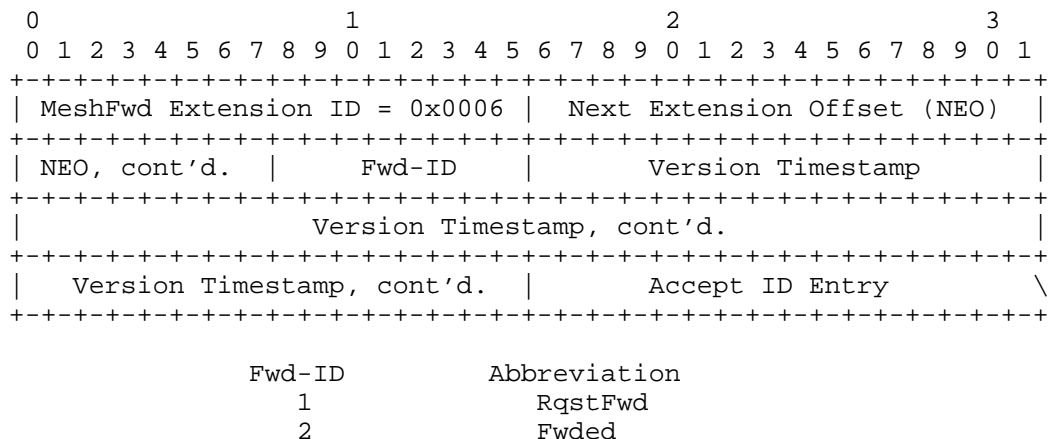 0                   1                   2                   3
 0 1 2 3 4 5 6 7 8 9 0 1 2 3 4 5 6 7 8 9 0 1 2 3 4 5 6 7 8 9 0 1
+-+-+-+-+-+-+-+-+-+-+-+-+-+-+-+-+-+-+-+-+-+-+-+-+-+-+-+-+-+-+-+-+
| MeshFwd Extension ID = 0x0006 |  Next Extension Offset (NEO)  |
+-+-+-+-+-+-+-+-+-+-+-+-+-+-+-+-+-+-+-+-+-+-+-+-+-+-+-+-+-+-+-+-+
| NEO, cont’d.  |     Fwd-ID    |       Version Timestamp       |
+-+-+-+-+-+-+-+-+-+-+-+-+-+-+-+-+-+-+-+-+-+-+-+-+-+-+-+-+-+-+-+-+
|                  Version Timestamp, cont’d.                   |
+-+-+-+-+-+-+-+-+-+-+-+-+-+-+-+-+-+-+-+-+-+-+-+-+-+-+-+-+-+-+-+-+
|   Version Timestamp, cont’d.  |       Accept ID Entry         \
+-+-+-+-+-+-+-+-+-+-+-+-+-+-+-+-+-+-+-+-+-+-+-+-+-+-+-+-+-+-+-+-+
Fwd-ID         Abbreviation
1              RqstFwd
2              Fwded